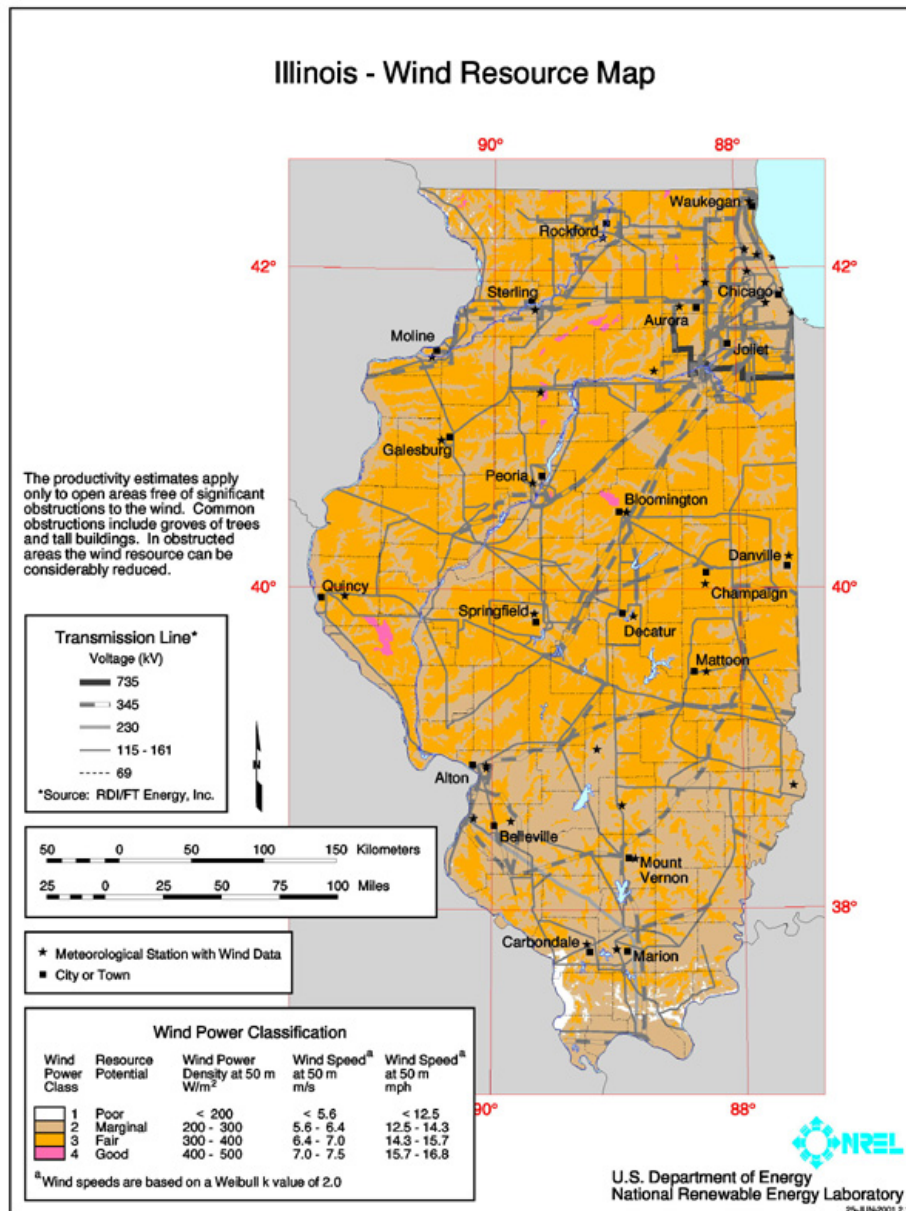 Illinois - Wind Resource Map
90°
88°
Waukegan
Rockford
42°
42°
Sterling
Chicago
Aurora
Moline
Joliet
Galesburg
Peoria
Bloomington
The productivity estimates apply
only to open areas free of significant
obstructions to the wind. Common
obstructions include groves of trees
and tall buildings. In obstructed
areas the wind resource can be
considerably reduced.
Danville
40°
Quincy
Champaign
40°
Springfield
Decatur
Mattoon
Transmission Line*
Voltage (kV)
735
345
230
115 - 161
69
*Source: RDI/FT Energy, Inc.
N
Alton
Belleville
Mount
Vernon
50 0 50 100 150 Kilometers
25 0 25 50 75 100 Miles
38°
Carbondale
Marion
Meteorological Station with Wind Data
City or Town
Wind Power Classification
Wind Power Class
Resource Potential
Wind Power Density at 50 m W/m²
Wind Speedª at 50 m m/s
Wind Speedª at 50 m mph
1 Poor < 200 < 5.6 < 12.5
2 Marginal 200 - 300 5.6 - 6.4 12.5 - 14.3
3 Fair 300 - 400 6.4 - 7.0 14.3 - 15.7
4 Good 400 - 500 7.0 - 7.5 15.7 - 16.8
ª Wind speeds are based on a Weibull k value of 2.0
90°
88°
NREL
U.S. Department of Energy
National Renewable Energy Laboratory